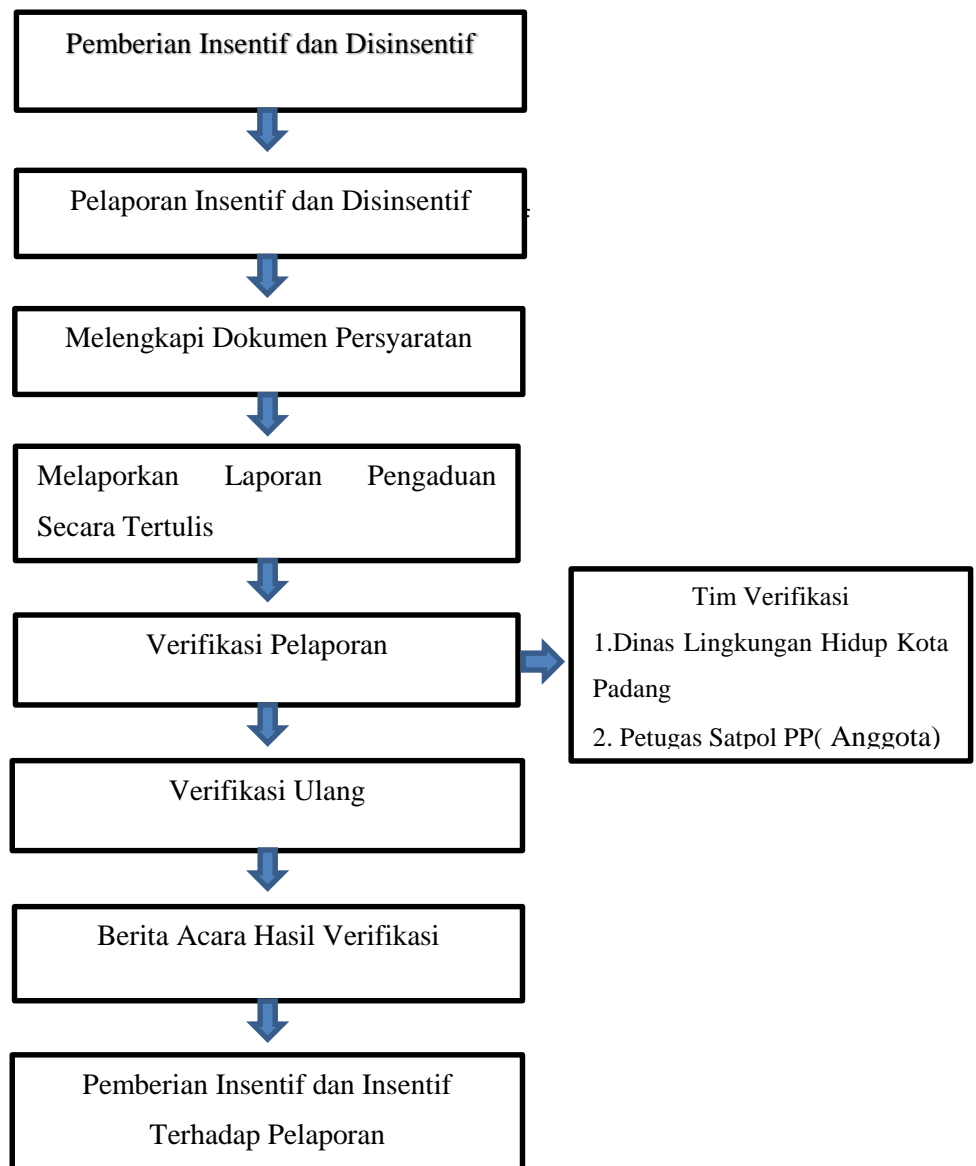 Pemberian Insentif dan Disinsentif
Pelaporan Insentif dan Disinsentif
Melengkapi Dokumen Persyaratan
Melaporkan Laporan Pengaduan
Secara Tertulis
Verifikasi Pelaporan
Tim Verifikasi
1.Dinas Lingkungan Hidup Kota
Padang
2. Petugas Satpol PP( Anggota)
Verifikasi Ulang
Berita Acara Hasil Verifikasi
Pemberian Insentif dan Insentif
Terhadap Pelaporan